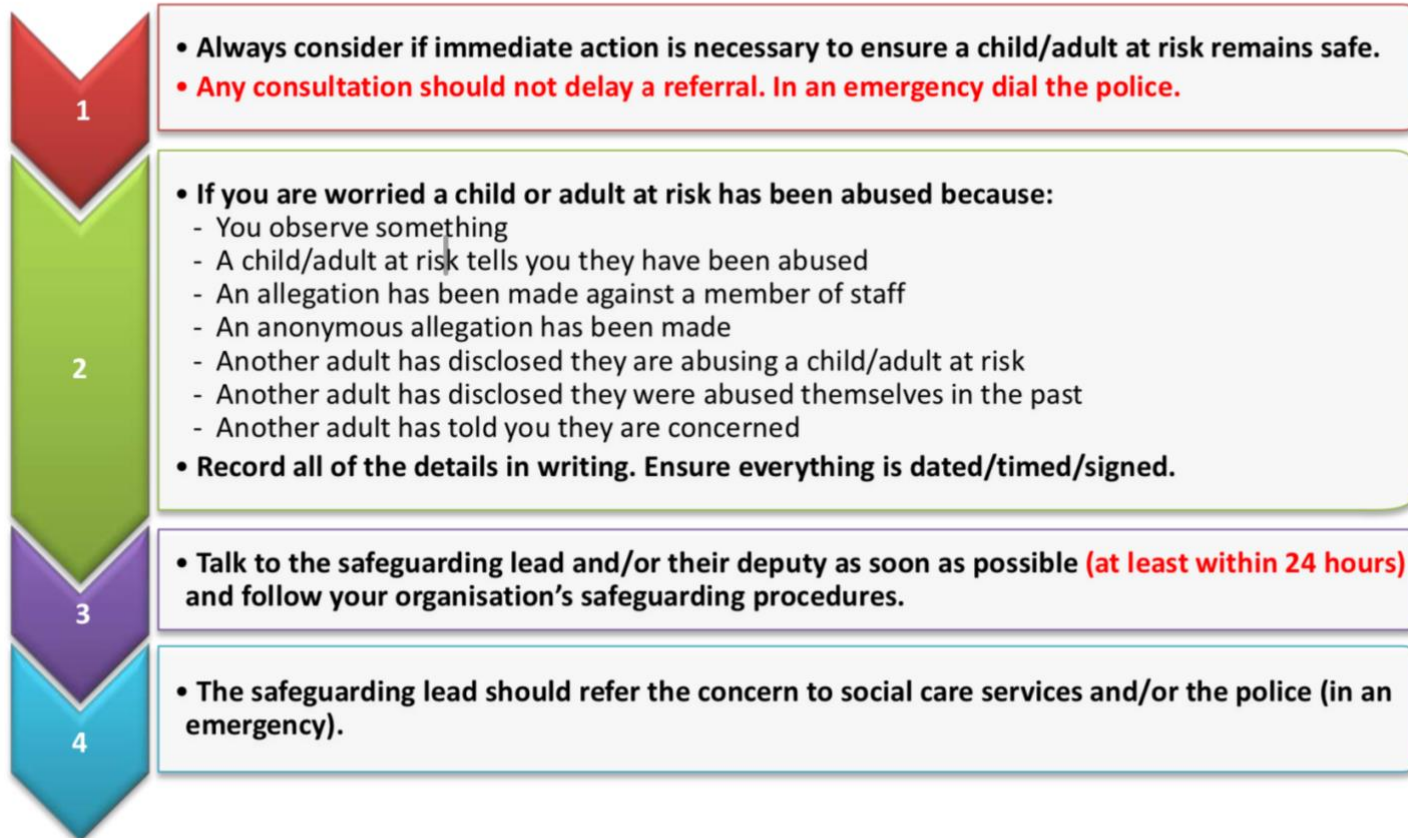 1
• Always consider if immediate action is necessary to ensure a child/adult at risk remains safe.
• Any consultation should not delay a referral. In an emergency dial the police.
2
• If you are worried a child or adult at risk has been abused because:
- You observe something
- A child/adult at risk tells you they have been abused
- An allegation has been made against a member of staff
- An anonymous allegation has been made
- Another adult has disclosed they are abusing a child/adult at risk
- Another adult has disclosed they were abused themselves in the past
- Another adult has told you they are concerned
• Record all of the details in writing. Ensure everything is dated/timed/signed.
3
• Talk to the safeguarding lead and/or their deputy as soon as possible (at least within 24 hours)
and follow your organisation’s safeguarding procedures.
4
• The safeguarding lead should refer the concern to social care services and/or the police (in an
emergency).